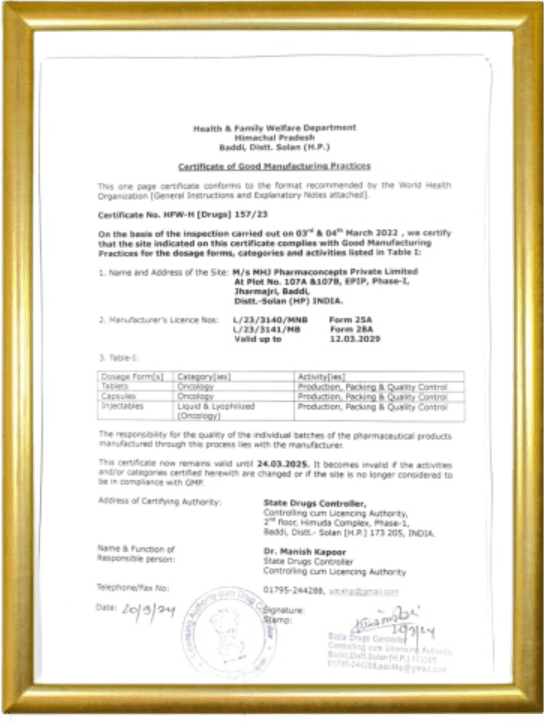 Health & Family Welfare Department
Himachal Pradesh
Baddi, Distt. Solan (H.P.)
Certificate of Good Manufacturing Practices
This one page certificate conforms to the format recommended by the World Health
Organization [General Instructions and Explanatory Notes attached].
Certificate No. HFW-H [Drugs] 157/23
On the basis of the inspection carried out on 03rd & 04th March 2022 , we certify
that the site indicated on this certificate complies with Good Manufacturing
Practices for the dosage forms, categories and activities listed in Table I:
1. Name and Address of the Site: M/s MHJ Pharmaconcepts Private Limited
At Plot No. 107A &107B, EPIP, Phase-I,
Jharmajri, Baddi,
Distt.-Solan (HP) INDIA.
2. Manufacturer's Licence Nos: L/23/3140/MNB Form 25A
L/23/3141/MB Form 28A
Valid up to 12.03.2029
3. Table-I:
Dosage Form[s] Category[ies] Activity[ies]
Tablets Oncology Production, Packing & Quality Control
Capsules Oncology Production, Packing & Quality Control
Injectables Liquid & Lyophilized Production, Packing & Quality Control
[Oncology]
The responsibility for the quality of the individual batches of the pharmaceutical products
manufactured through this process lies with the manufacturer.
This certificate now remains valid until 24.03.2025. It becomes invalid if the activities
and/or categories certified herewith are changed or if the site is no longer considered
to be in compliance with GMP.
Address of Certifying Authority: State Drugs Controller,
Controlling cum Licencing Authority,
2nd floor, Himuda Complex, Phase-1,
Baddi, Distt.- Solan [H.P.] 173 205, INDIA.
Name & Function of Dr. Manish Kapoor
Responsible person: State Drugs Controller
Controlling cum Licencing Authority
Telephone/Fax No: 01795-244288, sdc4hp@gmail.com
Date: 20/3/24 Signature:
Stamp:
State Drugs Controller
Controlling cum Licencing Authority
Baddi, Distt.Solan (H.P.) 173205
01795-244288,sdc4hp@gmail.com